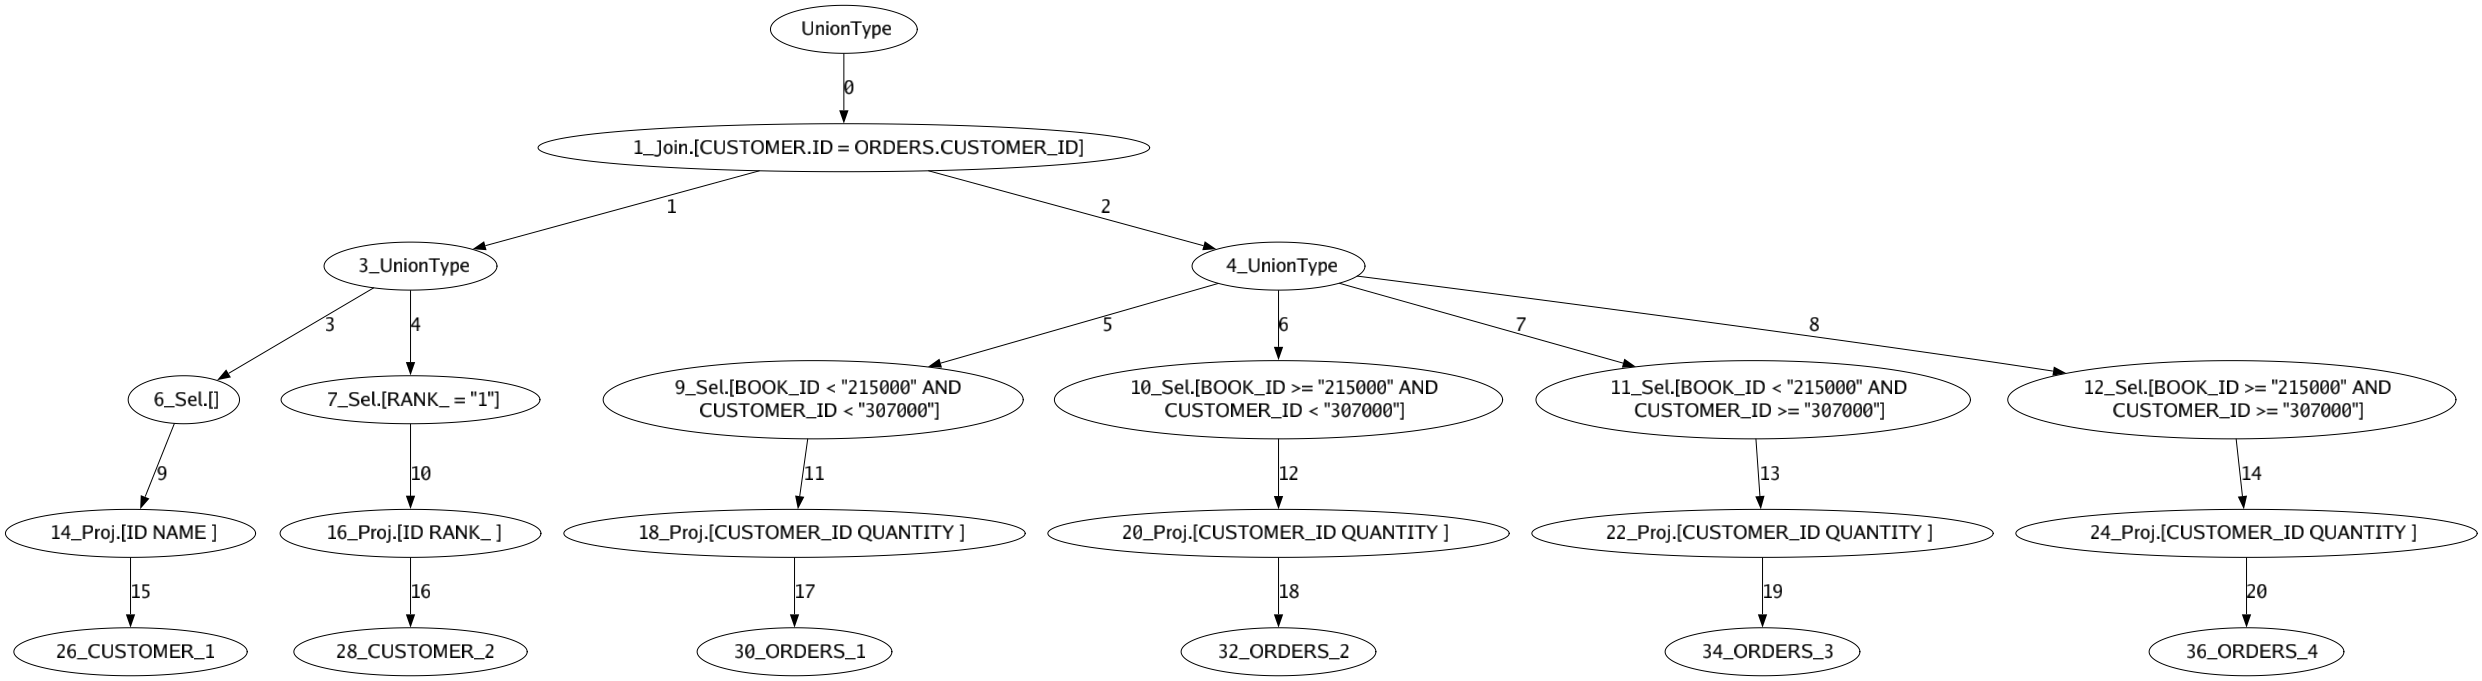 UnionType
0
1_Join.[CUSTOMER.ID = ORDERS.CUSTOMER_ID]
1
2
3_UnionType
4_UnionType
3
4
5
6
7
8
6_Sel.[]
7_Sel.[RANK_ = "1"]
9_Sel.[BOOK_ID < "215000" AND
CUSTOMER_ID < "307000"]
10_Sel.[BOOK_ID >= "215000" AND
CUSTOMER_ID < "307000"]
11_Sel.[BOOK_ID < "215000" AND
CUSTOMER_ID >= "307000"]
12_Sel.[BOOK_ID >= "215000" AND
CUSTOMER_ID >= "307000"]
9
10
11
12
13
14
14_Proj.[ID NAME ]
16_Proj.[ID RANK_ ]
18_Proj.[CUSTOMER_ID QUANTITY ]
20_Proj.[CUSTOMER_ID QUANTITY ]
22_Proj.[CUSTOMER_ID QUANTITY ]
24_Proj.[CUSTOMER_ID QUANTITY ]
15
16
17
18
19
20
26_CUSTOMER_1
28_CUSTOMER_2
30_ORDERS_1
32_ORDERS_2
34_ORDERS_3
36_ORDERS_4